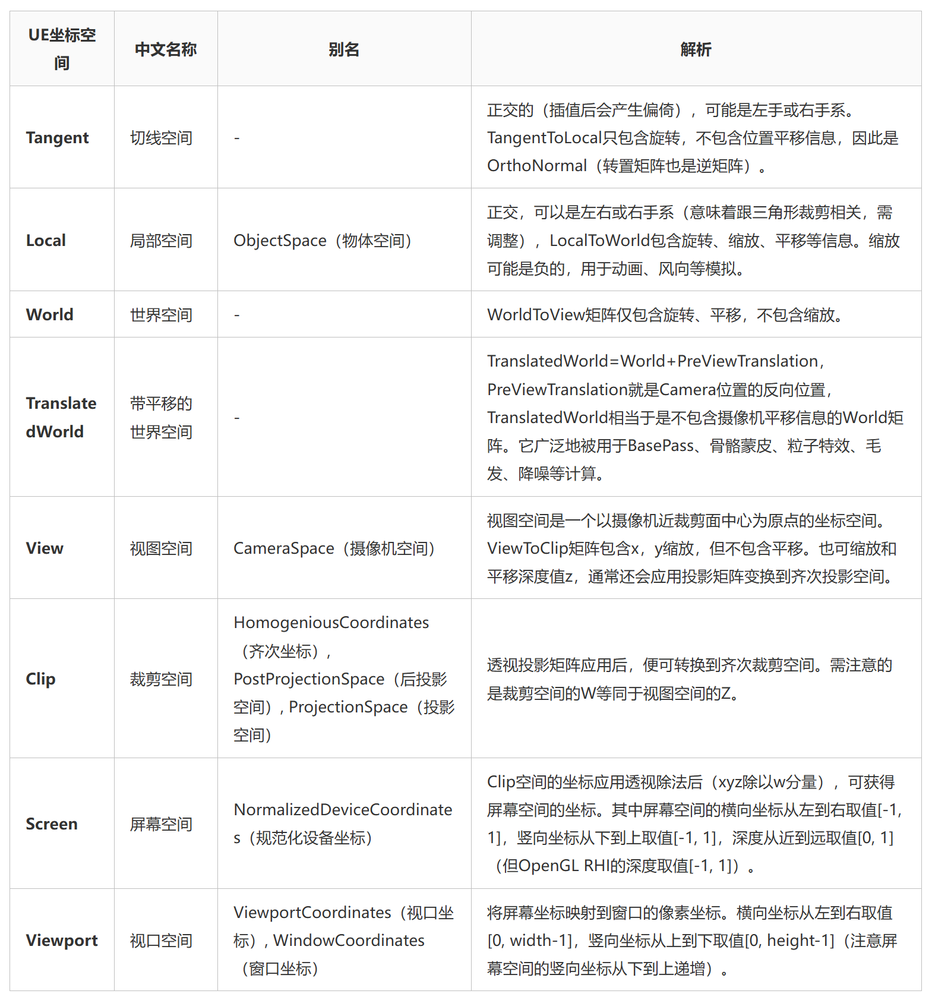 UE坐标空
间
中文名称
别名
解析
Tangent
切线空间
-
正交的（插值后会产生偏倚），可能是左手或右手系。
TangentToLocal只包含旋转，不包含位置平移信息，因此是
OrthoNormal（转置矩阵也是逆矩阵）。
Local
局部空间
ObjectSpace（物体空间）
正交，可以是左右或右手系（意味着跟三角形裁剪相关，需
调整），LocalToWorld包含旋转、缩放、平移等信息。缩放
可能是负的，用于动画、风向等模拟。
World
世界空间
-
WorldToView矩阵仅包含旋转、平移，不包含缩放。
Translate
dWorld
带平移的
世界空间
-
TranslatedWorld=World+PreViewTranslation，
PreViewTranslation就是Camera位置的反向位置，
TranslatedWorld相当于是不包含摄像机平移信息的World矩
阵。它广泛地被用于BasePass、骨骼蒙皮、粒子特效、毛
发、降噪等计算。
View
视图空间
CameraSpace（摄像机空间）
视图空间是一个以摄像机近裁剪面中心为原点的坐标空间。
ViewToClip矩阵包含x，y缩放，但不包含平移。也可缩放和
平移深度值z，通常还会应用投影矩阵变换到齐次投影空间。
Clip
裁剪空间
HomogeniousCoordinates
（齐次坐标）,
PostProjectionSpace（后投影
空间）, ProjectionSpace（投影
空间）
透视投影矩阵应用后，便可转换到齐次裁剪空间。需注意的
是裁剪空间的W等同于视图空间的Z。
Screen
屏幕空间
NormalizedDeviceCoordinate
s（规范化设备坐标）
Clip空间的坐标应用透视除法后（xyz除以w分量），可获得
屏幕空间的坐标。其中屏幕空间的横向坐标从左到右取值[-1,
1]，竖向坐标从下到上取值[-1, 1]，深度从近到远取值[0, 1]
（但OpenGL RHI的深度取值[-1, 1]）。
Viewport
视口空间
ViewportCoordinates（视口坐
标）, WindowCoordinates
（窗口坐标）
将屏幕坐标映射到窗口的像素坐标。横向坐标从左到右取值
[0, width-1]，竖向坐标从上到下取值[0, height-1]（注意屏
幕空间的竖向坐标从下到上递增）。